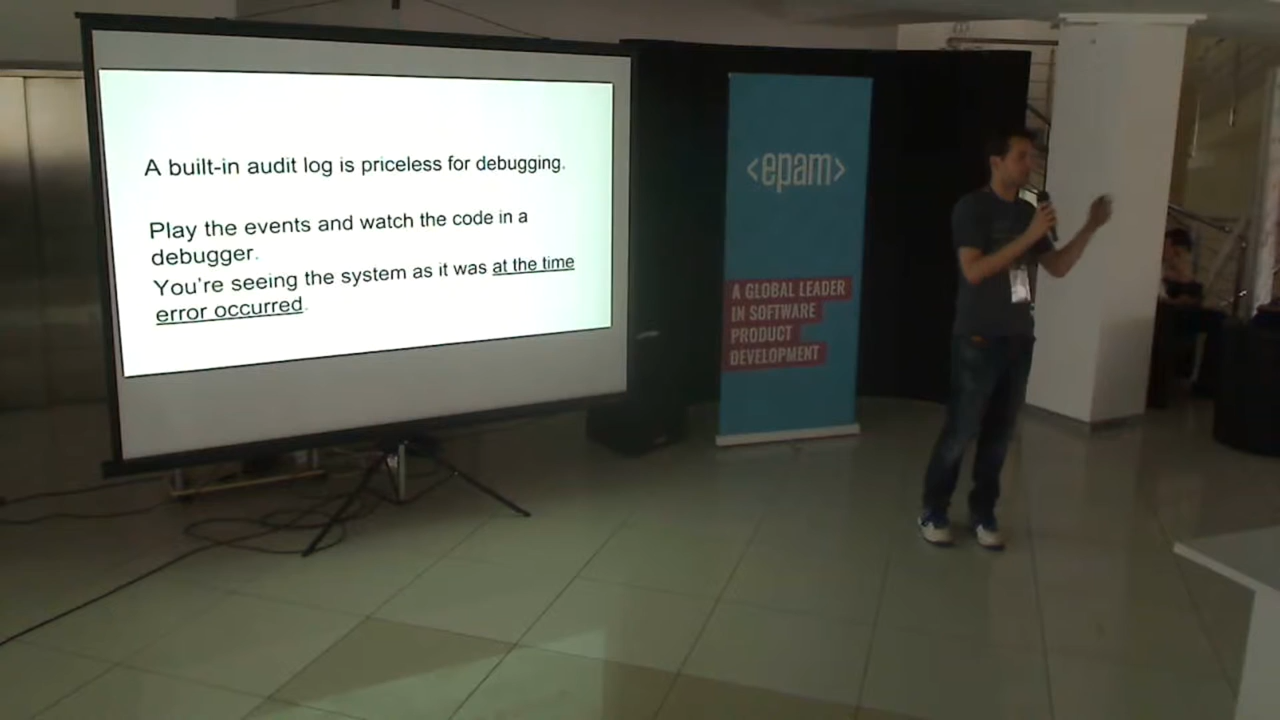 A built-in audit log is priceless for debugging.
Play the events and watch the code in a
debugger.
You're seeing the system as it was at the time
error occurred.
<epam>
A GLOBAL LEADER
IN SOFTWARE
PRODUCT
DEVELOPMENT